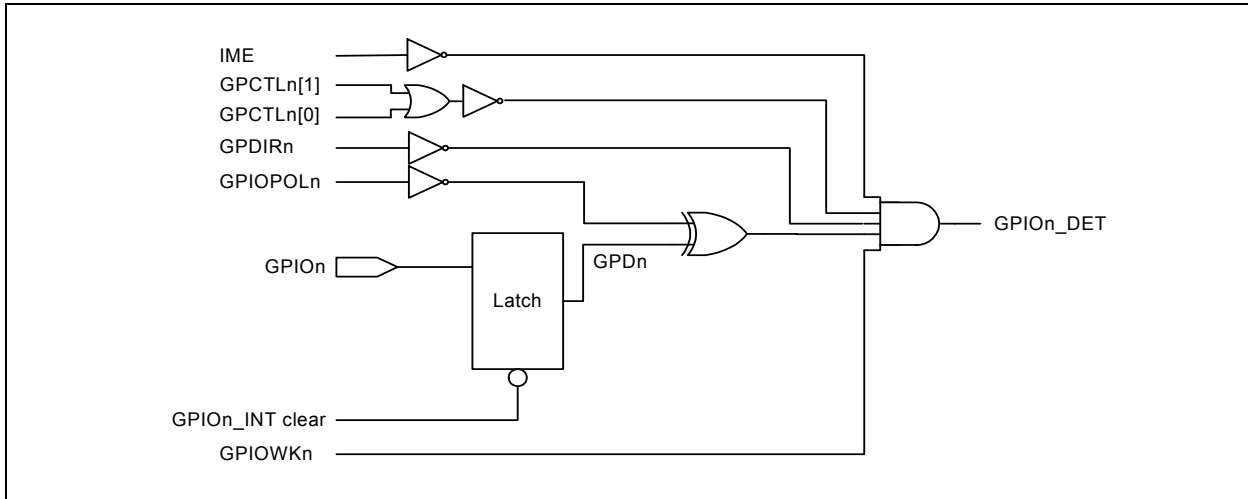 IME
GPCTLn[1]
GPCTLn[0]
GPDIRn
GPIOPOLn
GPIOn_DET
GPIOn
GPDn
Latch
GPIOn_INT clear
GPIOWKn